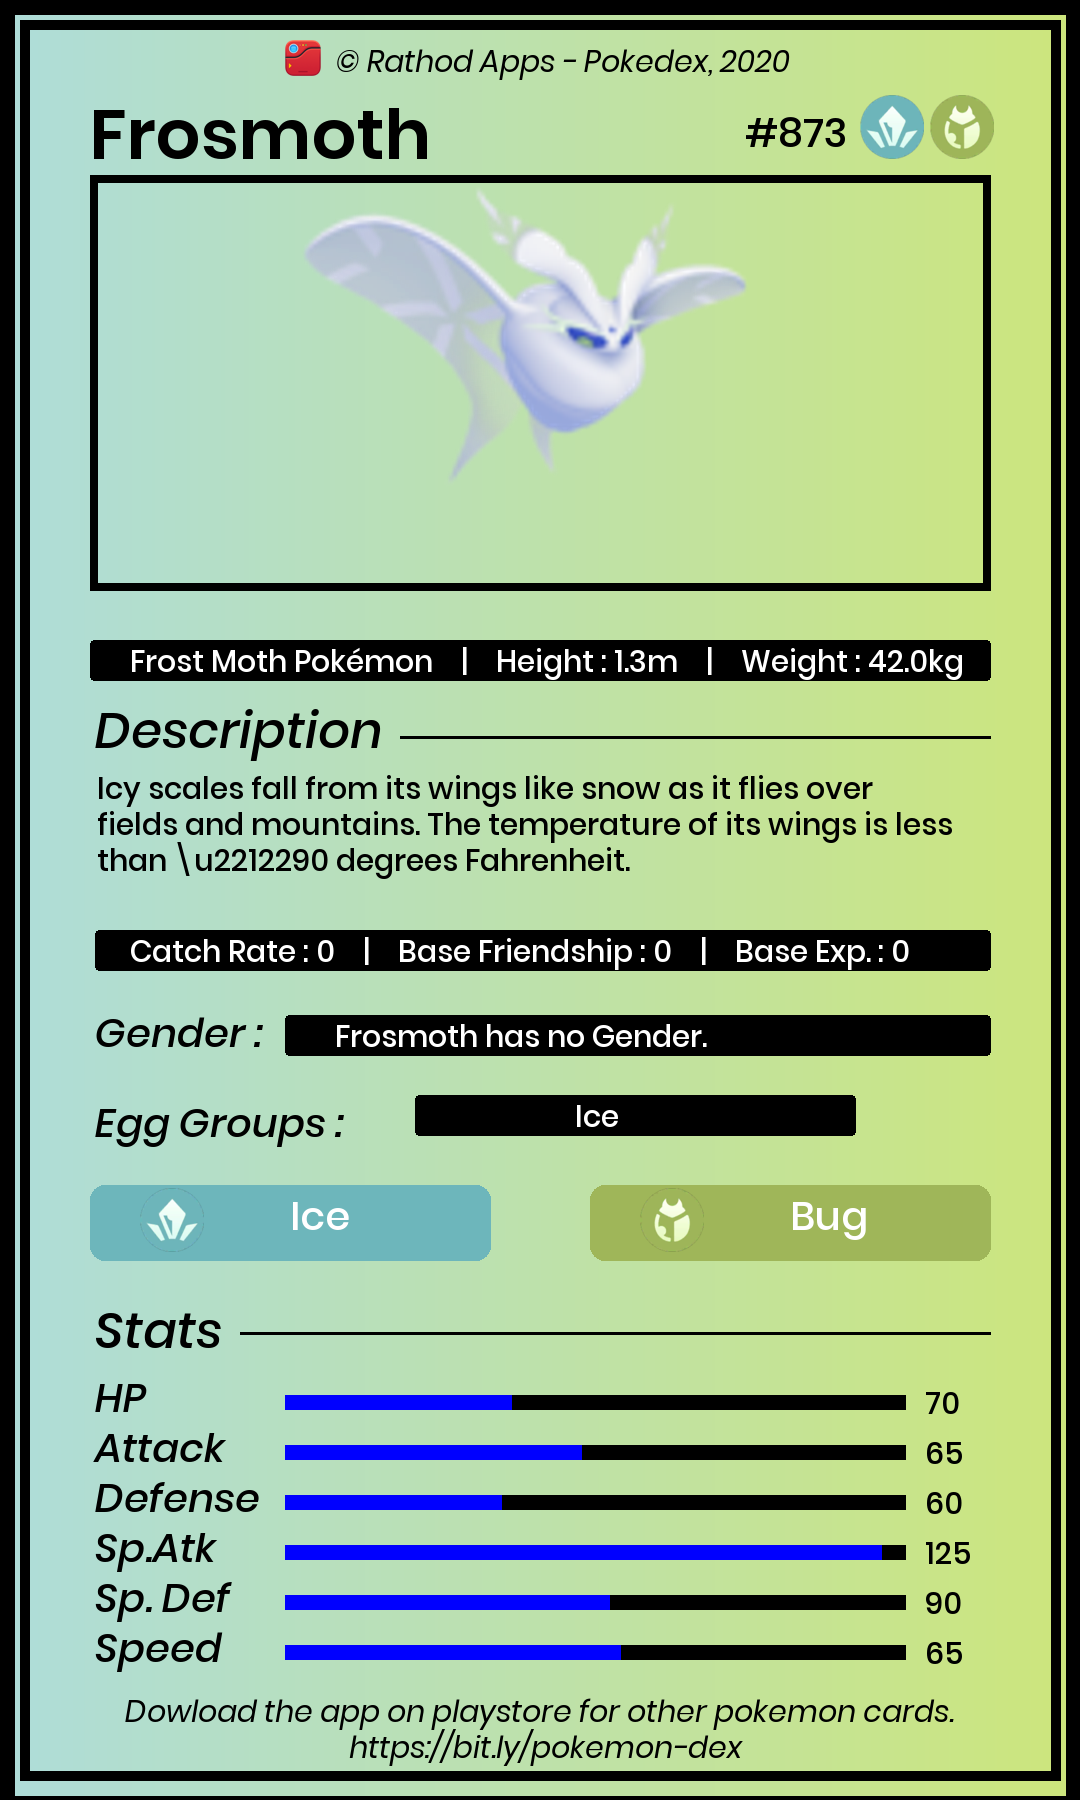 © Rathod Apps - Pokedex, 2020
Frosmoth
#873
Frost Moth Pokémon | Height : 1.3m | Weight : 42.0kg
Description
Icy scales fall from its wings like snow as it flies over
fields and mountains. The temperature of its wings is less
than \u2212290 degrees Fahrenheit.
Catch Rate : 0 | Base Friendship : 0 | Base Exp. : 0
Gender : Frosmoth has no Gender.
Egg Groups : Ice
Ice Bug
Stats
HP 70
Attack 65
Defense 60
Sp.Atk 125
Sp. Def 90
Speed 65
Dowload the app on playstore for other pokemon cards.
https://bit.ly/pokemon-dex